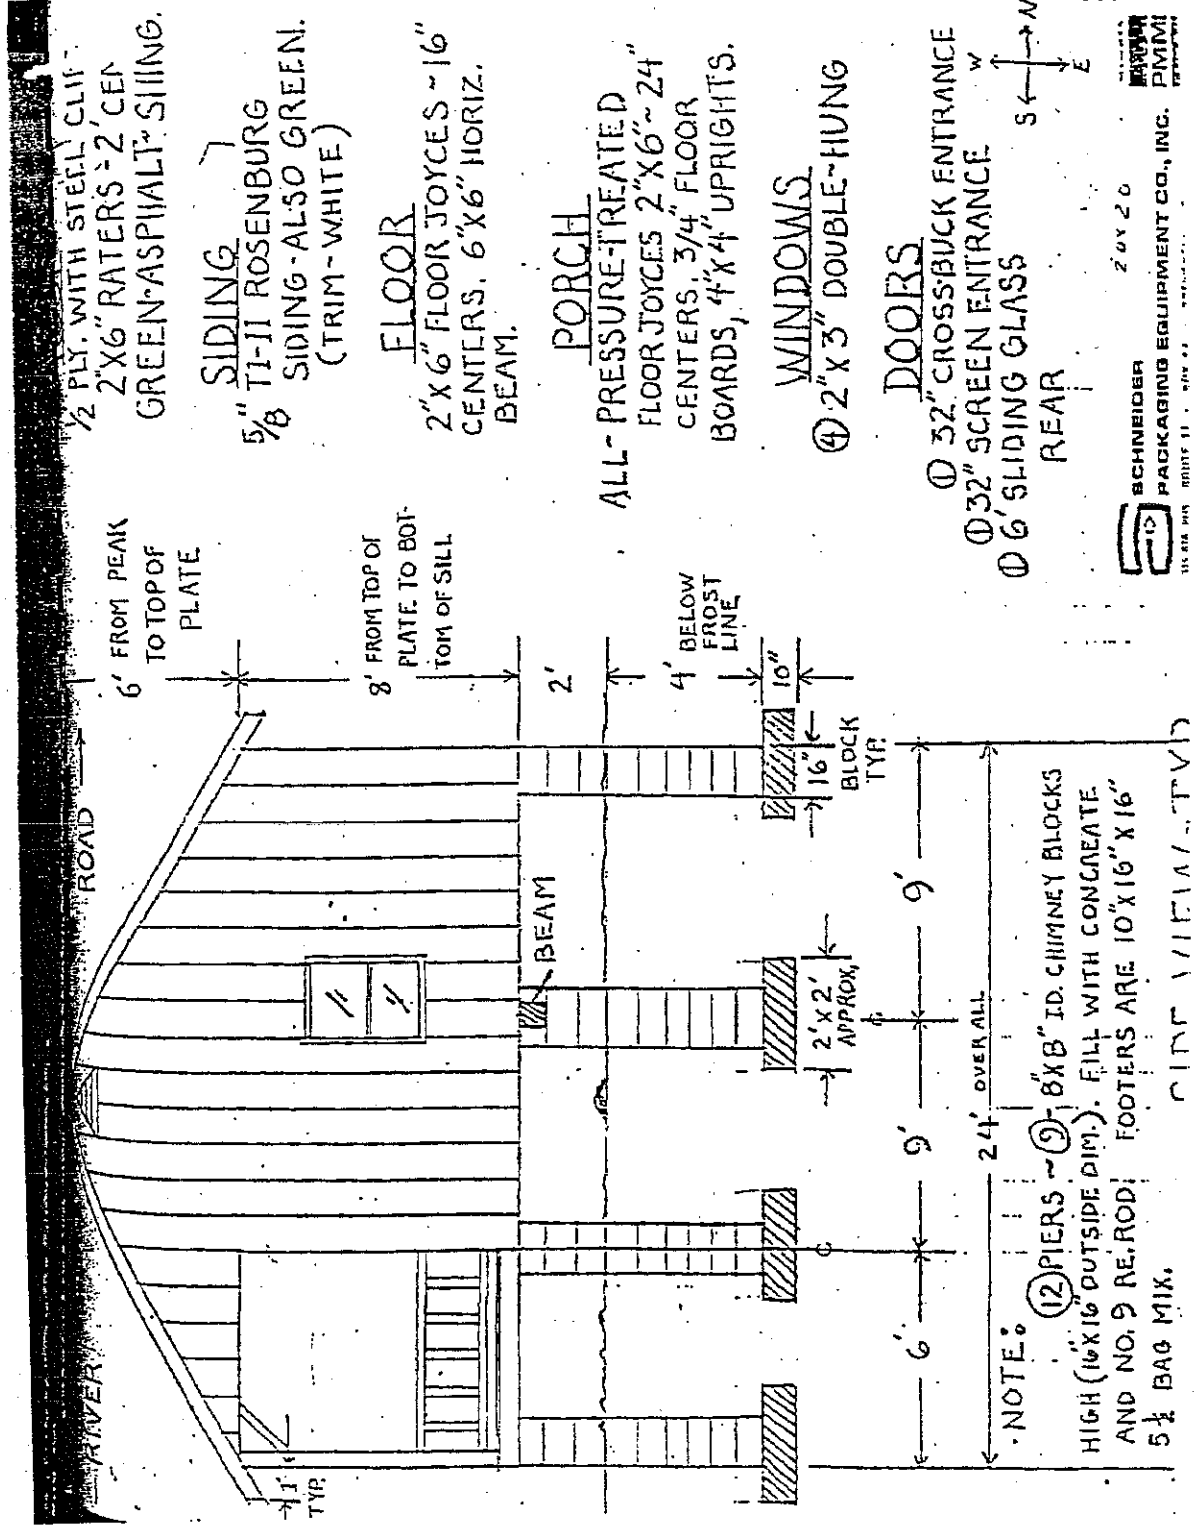 ½ PLY. WITH STEEL CLIP-
2"X6" RATERS-2' CEN
GREEN-ASPHALT-SHING.
SIDING
5/8" T1-11 ROSENBURG
SIDING-ALSO GREEN.
(TRIM-WHITE)
FLOOR
2"X6" FLOOR JOYCES~16"
CENTERS, 6"X6" HORIZ.
BEAM.
PORCH
ALL-PRESSURE-TREATED
FLOOR JOYCES 2"X6"~24"
CENTERS, 3/4" FLOOR
BOARDS, 4"X4" UPRIGHTS.
WINDOWS
④ 2"X3" DOUBLE~HUNG
DOORS
① 32" CROSS-BUCK ENTRANCE
① 32" SCREEN ENTRANCE
① 6' SLIDING GLASS
REAR
W
S
N
E
20X20
SCHNEIDER
PACKAGING EQUIPMENT CO., INC.
PMMI
RIVER
ROAD
6' FROM PEAK
TO TOP OF
PLATE
8' FROM TOP OF
PLATE TO BOT-
TOM OF SILL
2'
4' BELOW
FROST
LINE
10"
1'
TYP.
BEAM
16"
BLOCK
TYP.
2'X2'
APPROX.
6'
9'
9'
24' OVERALL
NOTE:
⑫ PIERS ~ ⑨ - 8"X8" I.D. CHIMNEY BLOCKS
HIGH (16"X16" OUTSIDE DIM.). FILL WITH CONCREATE
AND NO. 9 RE.ROD. FOOTERS ARE 10"X16"X16"
5½ BAG MIX.